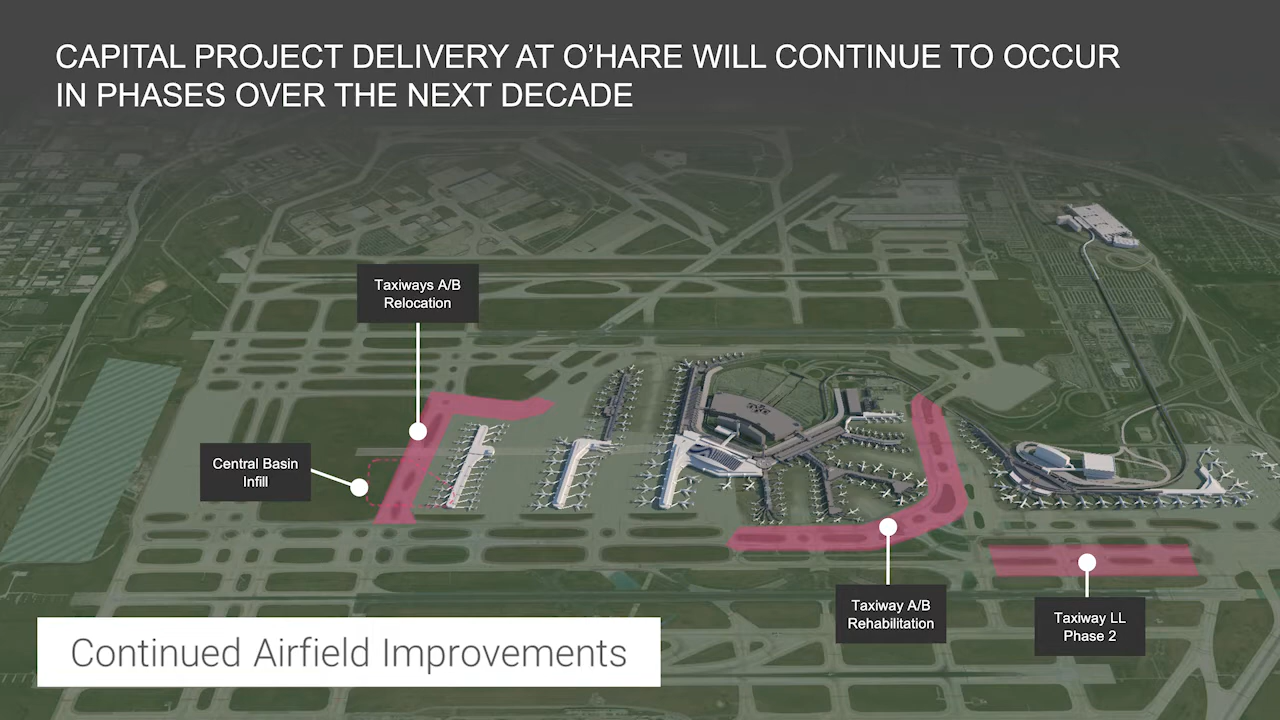 CAPITAL PROJECT DELIVERY AT O’HARE WILL CONTINUE TO OCCUR
IN PHASES OVER THE NEXT DECADE
Taxiways A/B
Relocation
Central Basin
Infill
Taxiway A/B
Rehabilitation
Taxiway LL
Phase 2
Continued Airfield Improvements